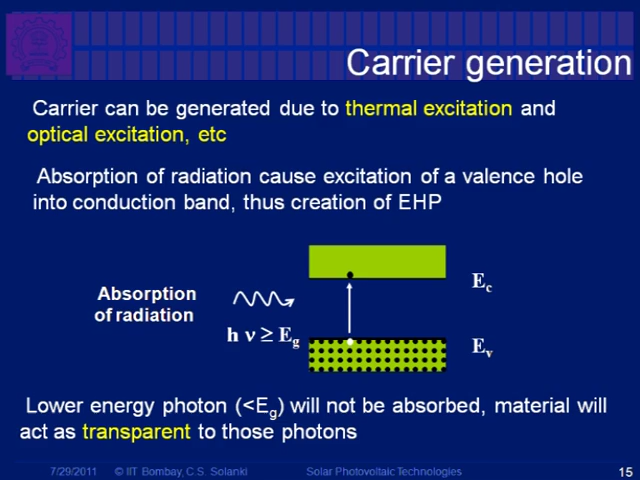 Carrier generation
Carrier can be generated due to thermal excitation and
optical excitation, etc
Absorption of radiation cause excitation of a valence hole
into conduction band, thus creation of EHP
Absorption
of radiation
h ν ≥ Eg
Ec
Ev
Lower energy photon (<Eg) will not be absorbed, material will
act as transparent to those photons
7/29/2011 © IIT Bombay, C.S. Solanki Solar Photovoltaic Technologies 15